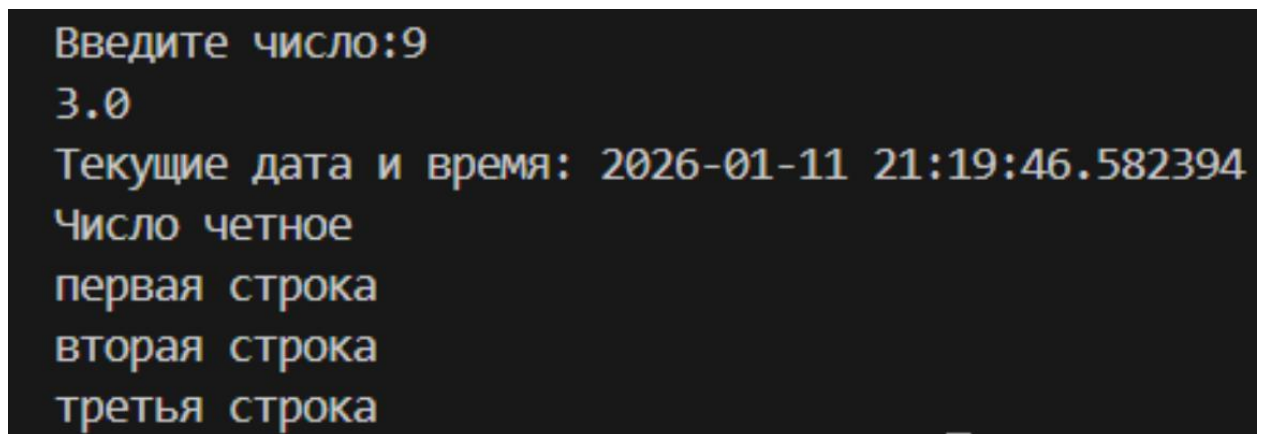 Введите число:9
3.0
Текущие дата и время: 2026-01-11 21:19:46.582394
Число четное
первая строка
вторая строка
третья строка